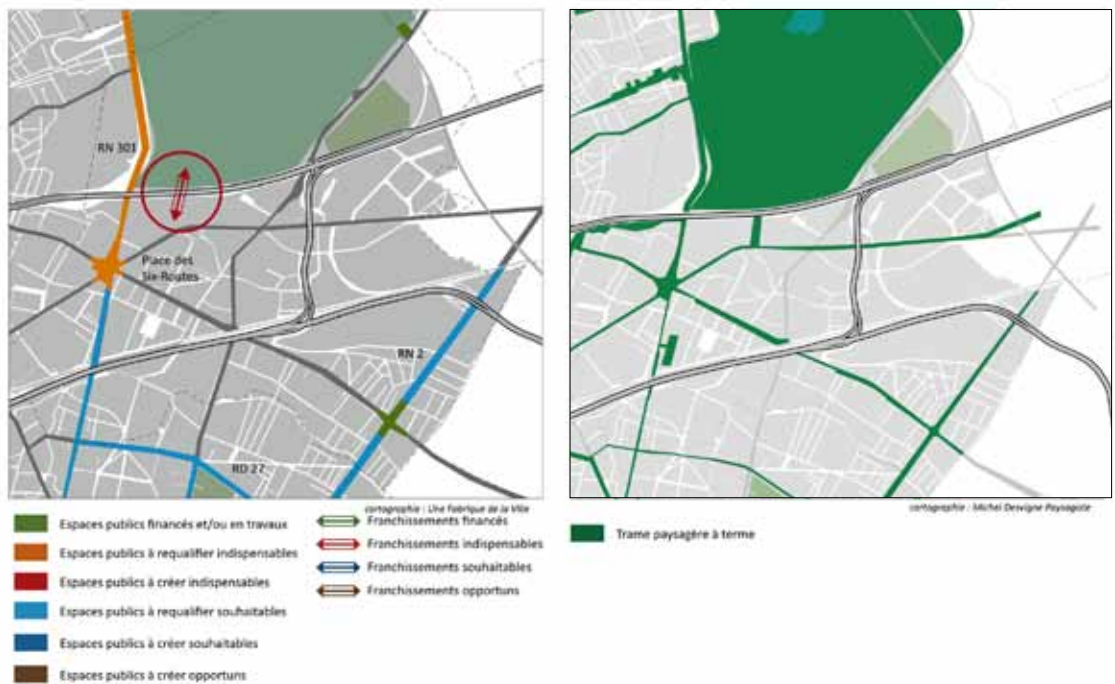 RN 301
Place des
Six-Routes
RN 2
RD 27
cartographie : Une Fabrique de la Ville
Espaces publics financés et/ou en travaux
Espaces publics à requalifier indispensables
Espaces publics à créer indispensables
Espaces publics à requalifier souhaitables
Espaces publics à créer souhaitables
Espaces publics à créer opportuns
Franchissements financés
Franchissements indispensables
Franchissements souhaitables
Franchissements opportuns
cartographie : Michel Desvigne Paysagiste
Trame paysagère à terme